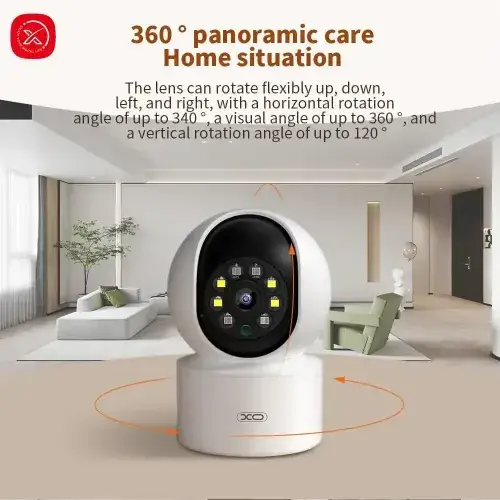 360 ° panoramic care
Home situation
The lens can rotate flexibly up, down,
left, and right, with a horizontal rotation
angle of up to 340 °, a visual angle of up to 360 °, and
a vertical rotation angle of up to 120 °
XO